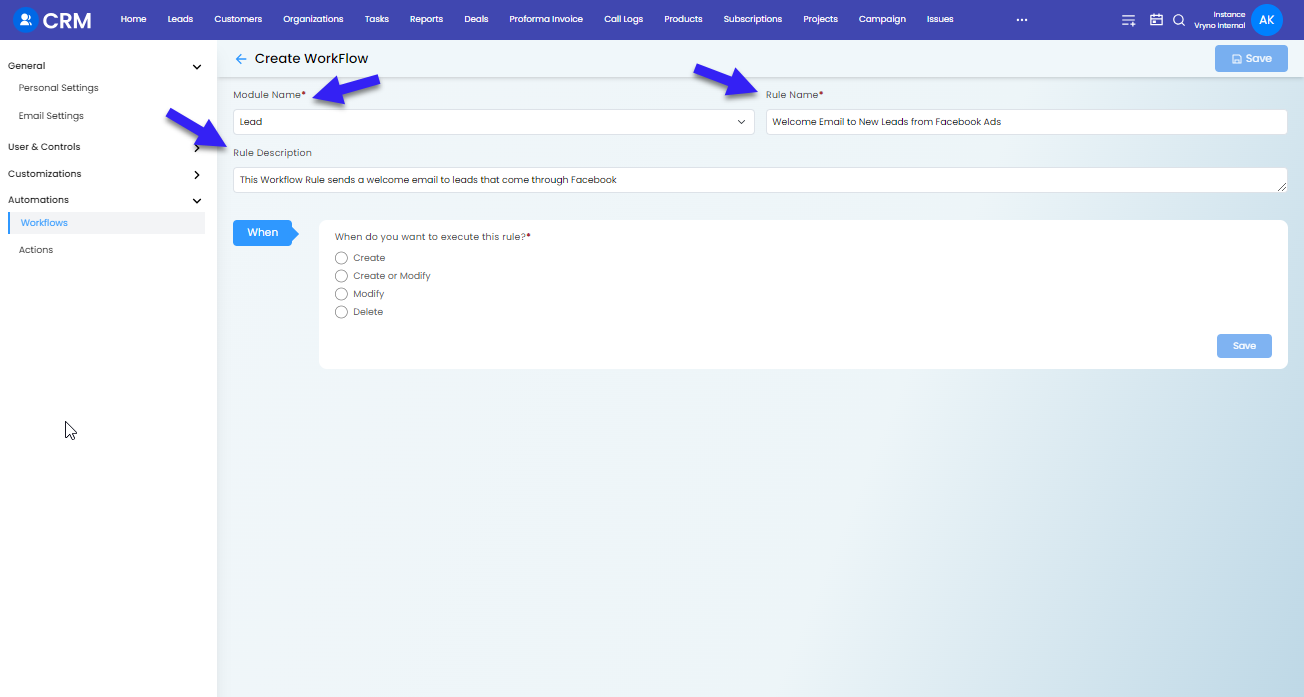 CRM Home Leads Customers Organizations Tasks Reports Deals Proforma Invoice Call Logs Products Subscriptions Projects Campaign Issues ... Instance
Vryno Internal AK
General
Personal Settings
Email Settings
User & Controls
Customizations
Automations
Workflows
Actions
Create WorkFlow Save
Module Name* Rule Name*
Lead Welcome Email to New Leads from Facebook Ads
Rule Description
This Workflow Rule sends a welcome email to leads that come through Facebook
When When do you want to execute this rule?*
Create
Create or Modify
Modify
Delete
Save